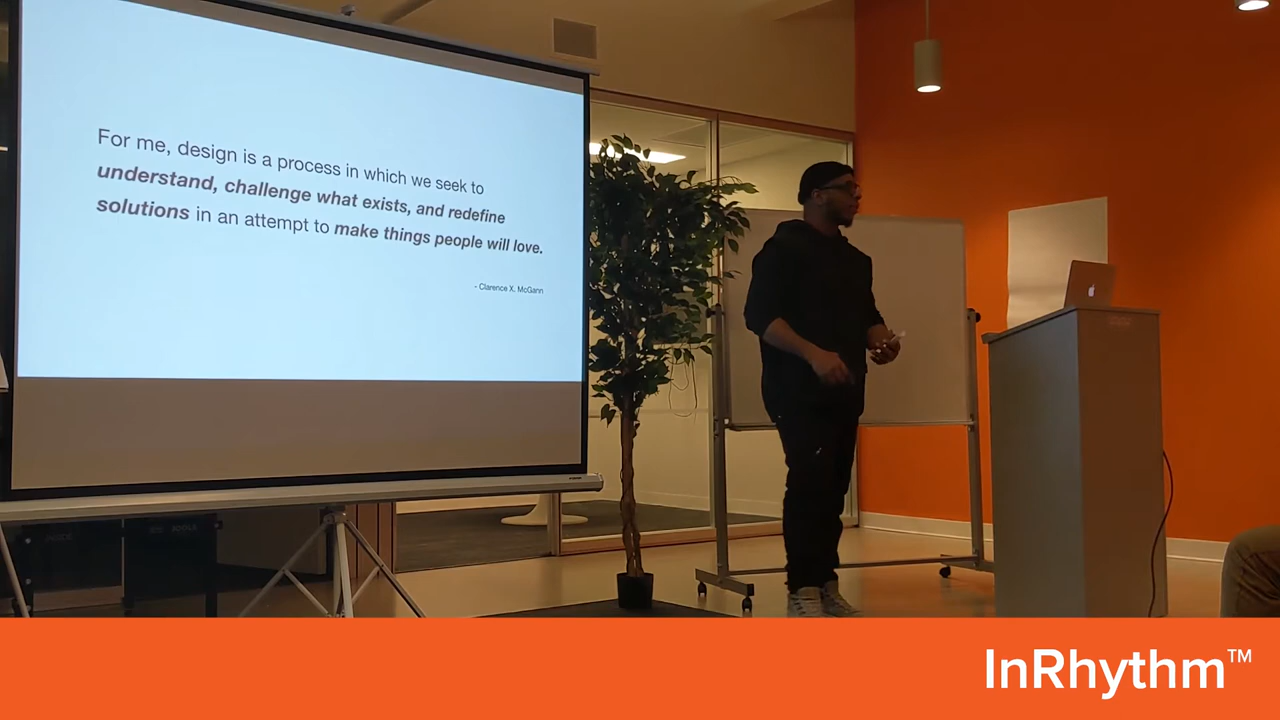 For me, design is a process in which we seek to
understand, challenge what exists, and redefine
solutions in an attempt to make things people will love.
- Clarence X. McGann
InRhythm™